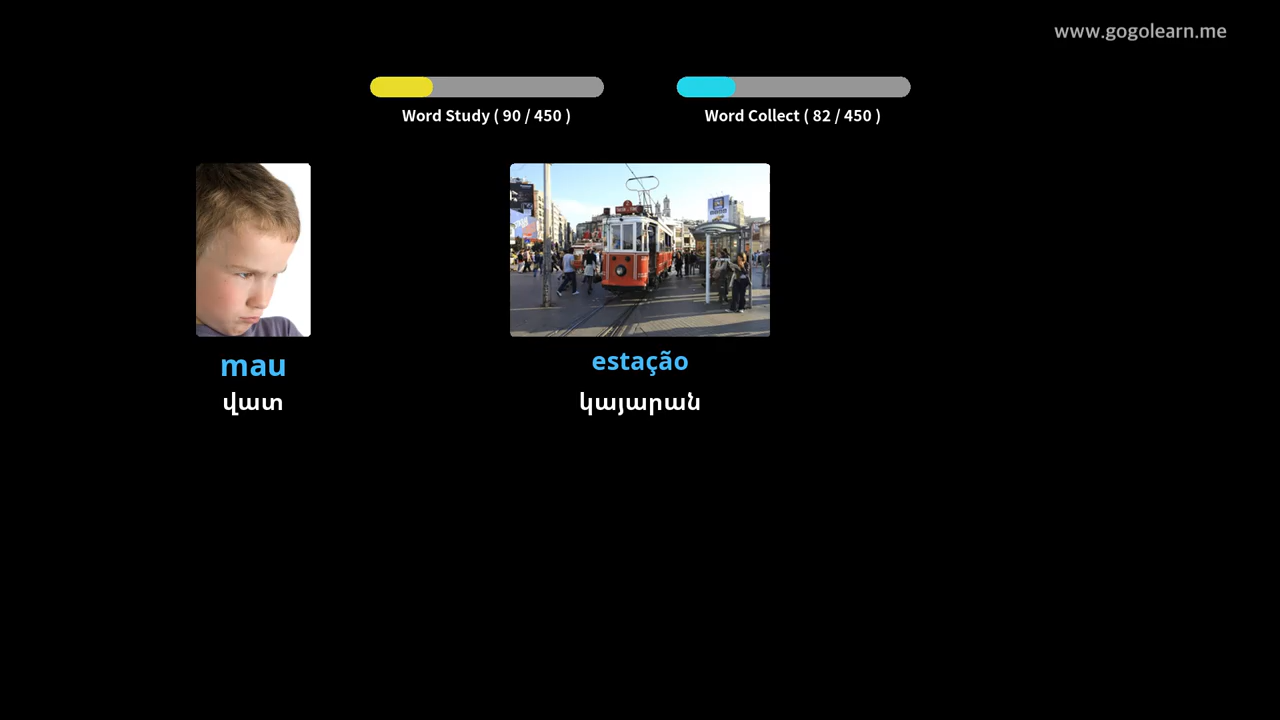 www.gogolearn.me
Word Study ( 90 / 450 )
Word Collect ( 82 / 450 )
mau
վատ
estação
կայարան